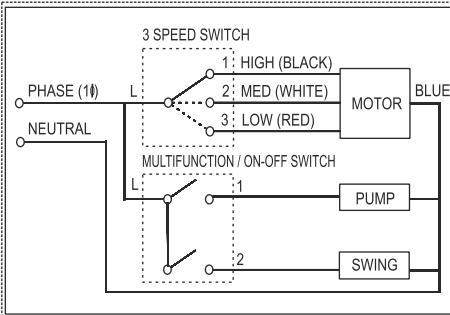 3 SPEED SWITCH
1 HIGH (BLACK)
PHASE (10) L 2 MED (WHITE) MOTOR BLUE
3 LOW (RED)
NEUTRAL
MULTIFUNCTION / ON-OFF SWITCH
L 1 PUMP
2 SWING